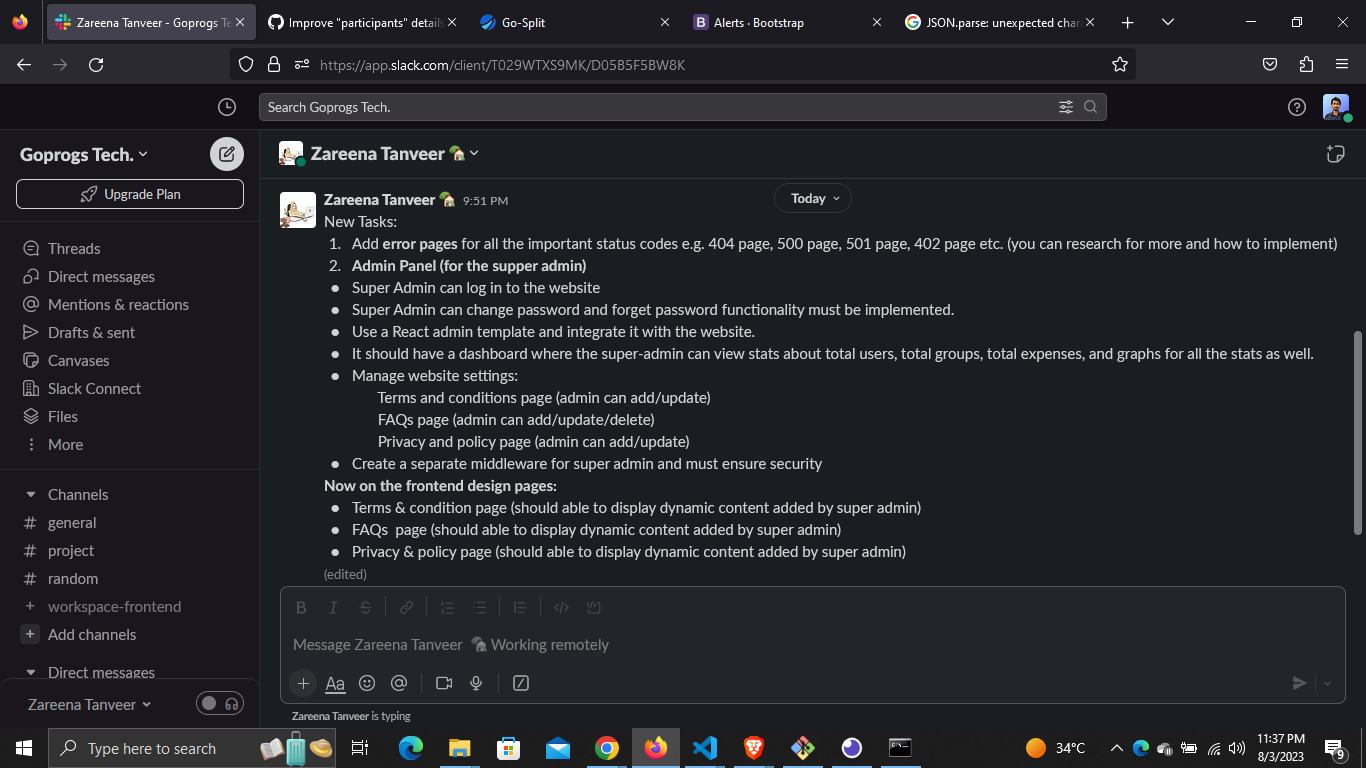 Zareena Tanveer - Goprogs Te
Improve "participants" details
Go-Split
Alerts · Bootstrap
JSON.parse: unexpected char
https://app.slack.com/client/T029WTXS9MK/D05B5F5BW8K
Search Goprogs Tech.
Goprogs Tech.
Upgrade Plan
Threads
Direct messages
Mentions & reactions
Drafts & sent
Canvases
Slack Connect
Files
More
Channels
# general
# project
# random
+ workspace-frontend
+ Add channels
Direct messages
Zareena Tanveer
Zareena Tanveer
Today
Zareena Tanveer 9:51 PM
New Tasks:
1. Add error pages for all the important status codes e.g. 404 page, 500 page, 501 page, 402 page etc. (you can research for more and how to implement)
2. Admin Panel (for the supper admin)
● Super Admin can log in to the website
● Super Admin can change password and forget password functionality must be implemented.
● Use a React admin template and integrate it with the website.
● It should have a dashboard where the super-admin can view stats about total users, total groups, total expenses, and graphs for all the stats as well.
● Manage website settings:
Terms and conditions page (admin can add/update)
FAQs page (admin can add/update/delete)
Privacy and policy page (admin can add/update)
● Create a separate middleware for super admin and must ensure security
Now on the frontend design pages:
● Terms & condition page (should able to display dynamic content added by super admin)
● FAQs  page (should able to display dynamic content added by super admin)
● Privacy & policy page (should able to display dynamic content added by super admin)
(edited)
B I S
Message Zareena Tanveer Working remotely
Aa
Zareena Tanveer is typing
Type here to search
34°C
11:37 PM
8/3/2023
9